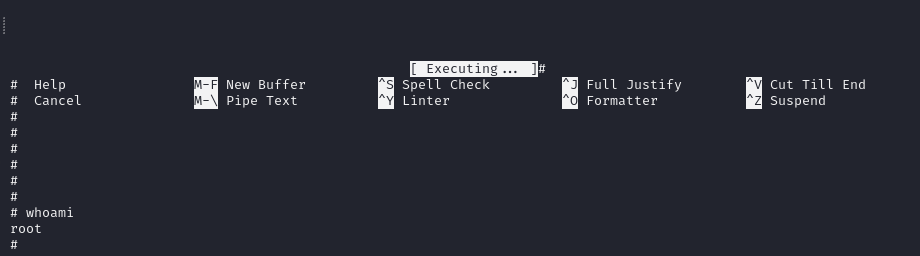 [ Executing... ]#
#  Help M-F New Buffer ^S Spell Check ^J Full Justify ^V Cut Till End
#  Cancel M-\ Pipe Text ^Y Linter ^O Formatter ^Z Suspend
#
#
#
#
#
#
# whoami
root
#